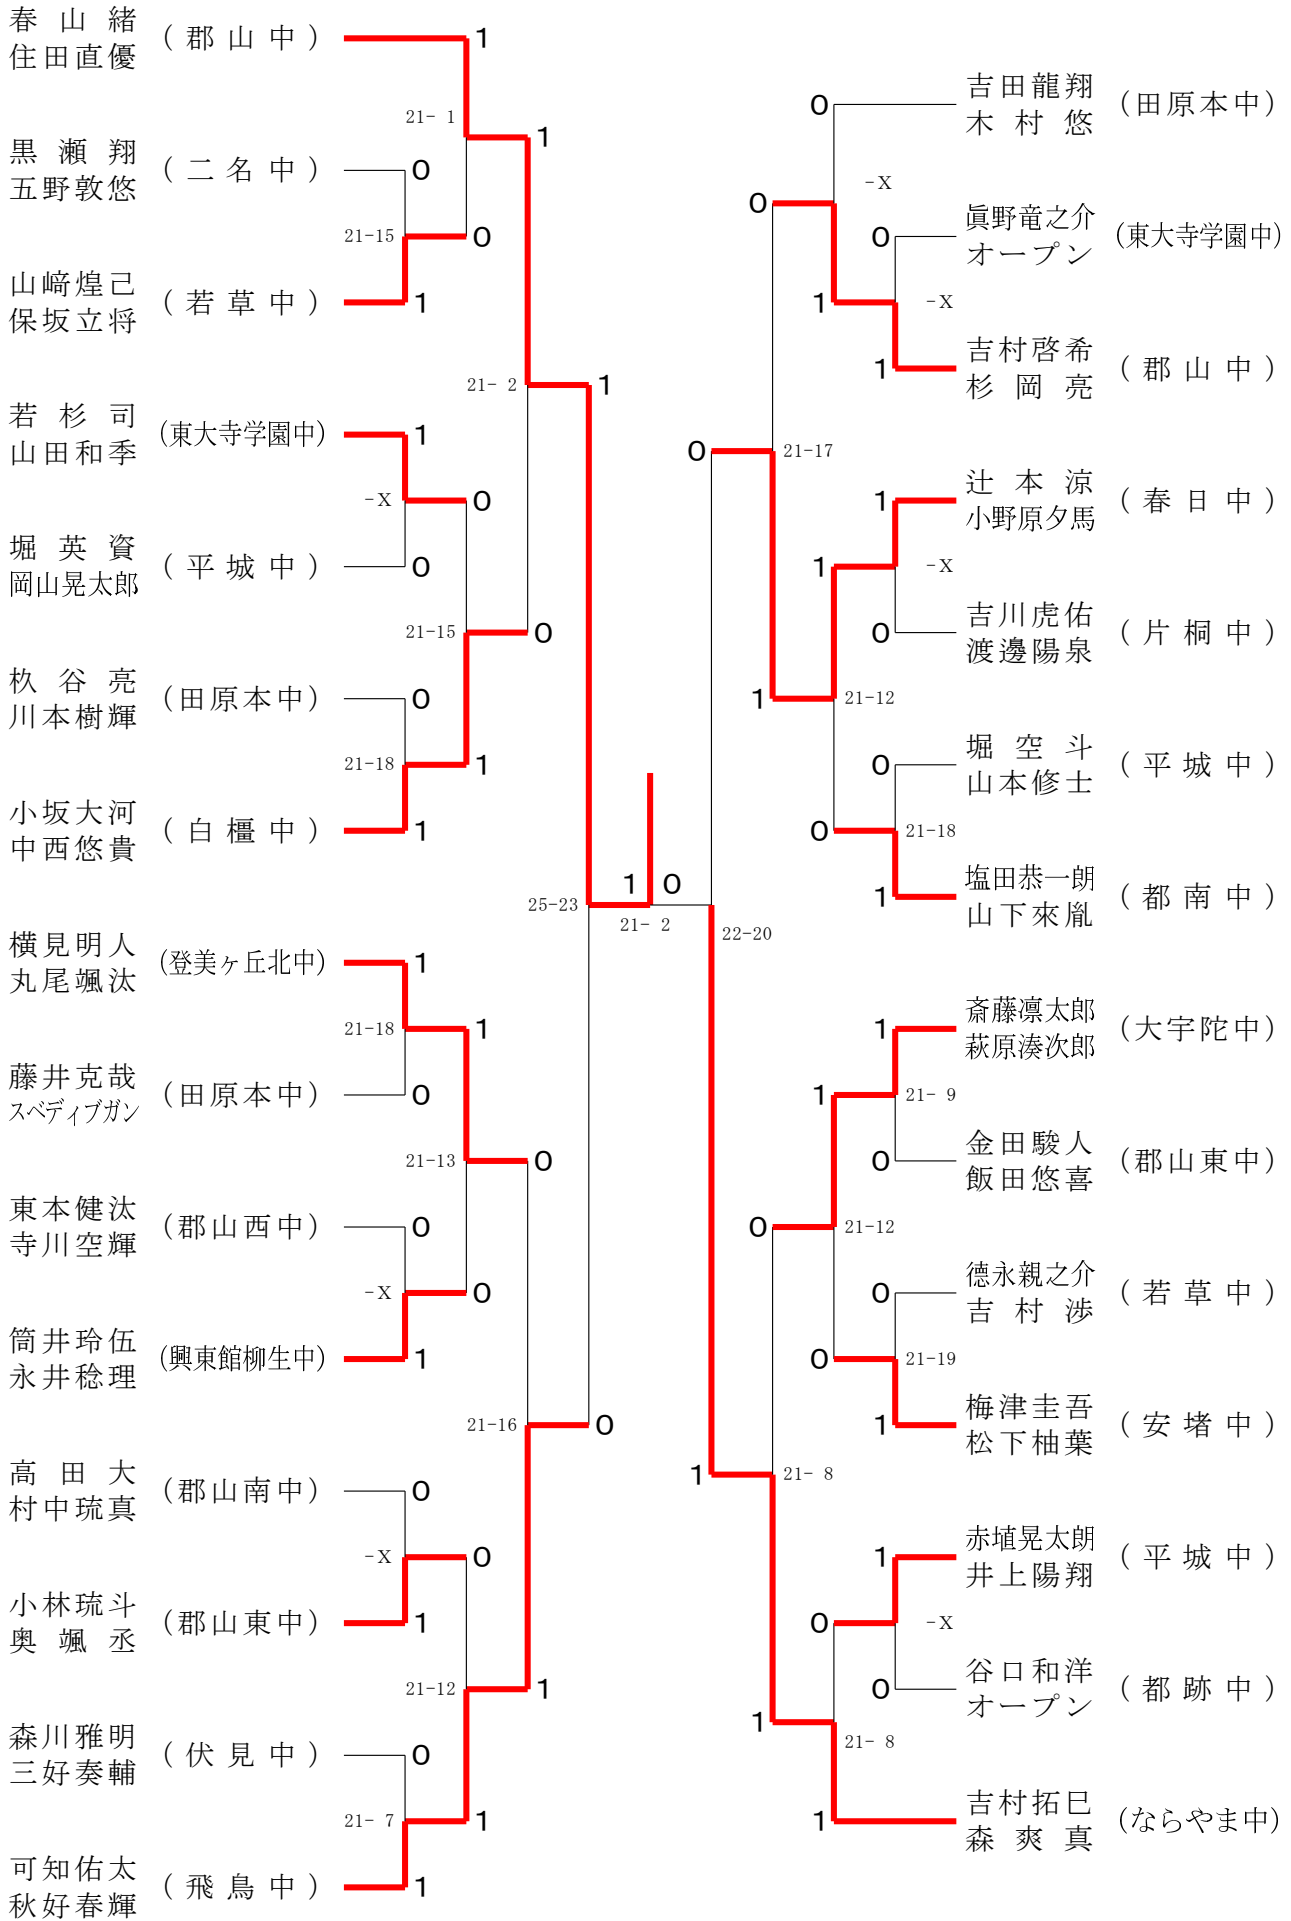 春山緒
住田直優
(郡山中)
1
21- 1
1
黒瀬翔
五野敦悠
(二名中)
0
21-15
0
山﨑煌己
保坂立将
(若草中)
1
21- 2
1
若杉司
山田和季
(東大寺学園中)
1
-X
0
堀英資
岡山晃太郎
(平城中)
0
21-15
0
杦谷亮
川本樹輝
(田原本中)
0
21-18
1
小坂大河
中西悠貴
(白橿中)
1
25-23
1
0
21- 2
横見明人
丸尾颯汰
(登美ヶ丘北中)
1
21-18
1
藤井克哉
スベディブガン
(田原本中)
0
21-13
0
東本健汰
寺川空輝
(郡山西中)
0
-X
0
筒井玲伍
永井稔理
(興東館柳生中)
1
21-16
0
高田大
村中琉真
(郡山南中)
0
-X
0
小林琉斗
奥颯丞
(郡山東中)
1
21-12
1
森川雅明
三好奏輔
(伏見中)
0
21- 7
1
可知佑太
秋好春輝
(飛鳥中)
1
0
吉田龍翔
木村悠
(田原本中)
-X
0
0
眞野竜之介
オープン
(東大寺学園中)
1
-X
1
吉村啓希
杉岡亮
(郡山中)
0
21-17
1
辻本涼
小野原夕馬
(春日中)
1
-X
0
吉川虎佑
渡邊陽泉
(片桐中)
1
21-12
0
堀空斗
山本修士
(平城中)
0
21-18
1
塩田恭一朗
山下來胤
(都南中)
22-20
1
斎藤凛太郎
萩原湊次郎
(大宇陀中)
1
21- 9
0
金田駿人
飯田悠喜
(郡山東中)
0
21-12
0
德永親之介
吉村渉
(若草中)
0
21-19
1
梅津圭吾
松下柚葉
(安堵中)
1
21- 8
1
赤埴晃太朗
井上陽翔
(平城中)
0
-X
0
谷口和洋
オープン
(都跡中)
1
21- 8
1
吉村拓巳
森爽真
(ならやま中)